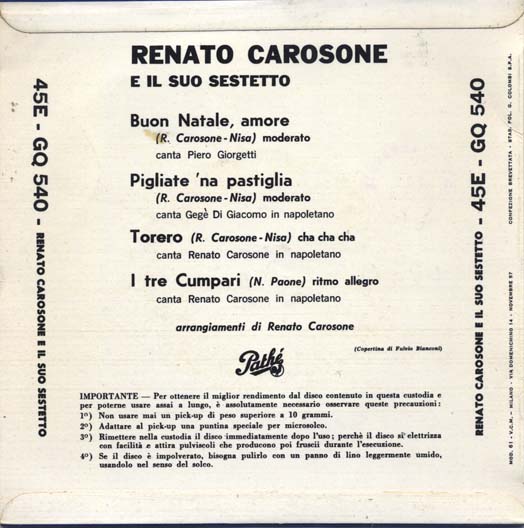 RENATO CAROSONE
E IL SUO SESTETTO
Buon Natale, amore
(R. Carosone - Nisa) moderato
canta Piero Giorgetti
Pigliate 'na pastiglia
(R. Carosone - Nisa) moderato
canta Gegè Di Giacomo in napoletano
Torero (R. Carosone - Nisa) cha cha cha
canta Renato Carosone in napoletano
I tre Cumpari (N. Paone) ritmo allegro
canta Renato Carosone in napoletano
arrangiamenti di Renato Carosone
(Copertina di Fulvio Bianconi)
Pathé
IMPORTANTE — Per ottenere il miglior rendimento dal disco contenuto in questa custodia e
per poterne usare assai a lungo, è assolutamente necessario osservare queste precauzioni:
1°) Non usare mai un pick-up di peso superiore a 10 grammi.
2°) Adattare al pick-up una puntina speciale per microsolco.
3°) Rimettere nella custodia il disco immediatamente dopo l'uso; perchè il disco si elettrizza
con facilità e attira pulviscoli che producono poi fruscii durante l'esecuzione.
4°) Se il disco è impolverato, bisogna pulirlo con un panno di lino leggermente umido,
usandolo nel senso del solco.
45E - GQ 540 - RENATO CAROSONE E IL SUO SESTETTO
RENATO CAROSONE E IL SUO SESTETTO - 45E - GQ 540
MOD. 61 - V.C.M. - MILANO - VIA DOMENICHINO 14 - NOVEMBRE 57 CONFEZIONE BREVETTATA - STAB. POL. G. COLOMBI S.P.A.